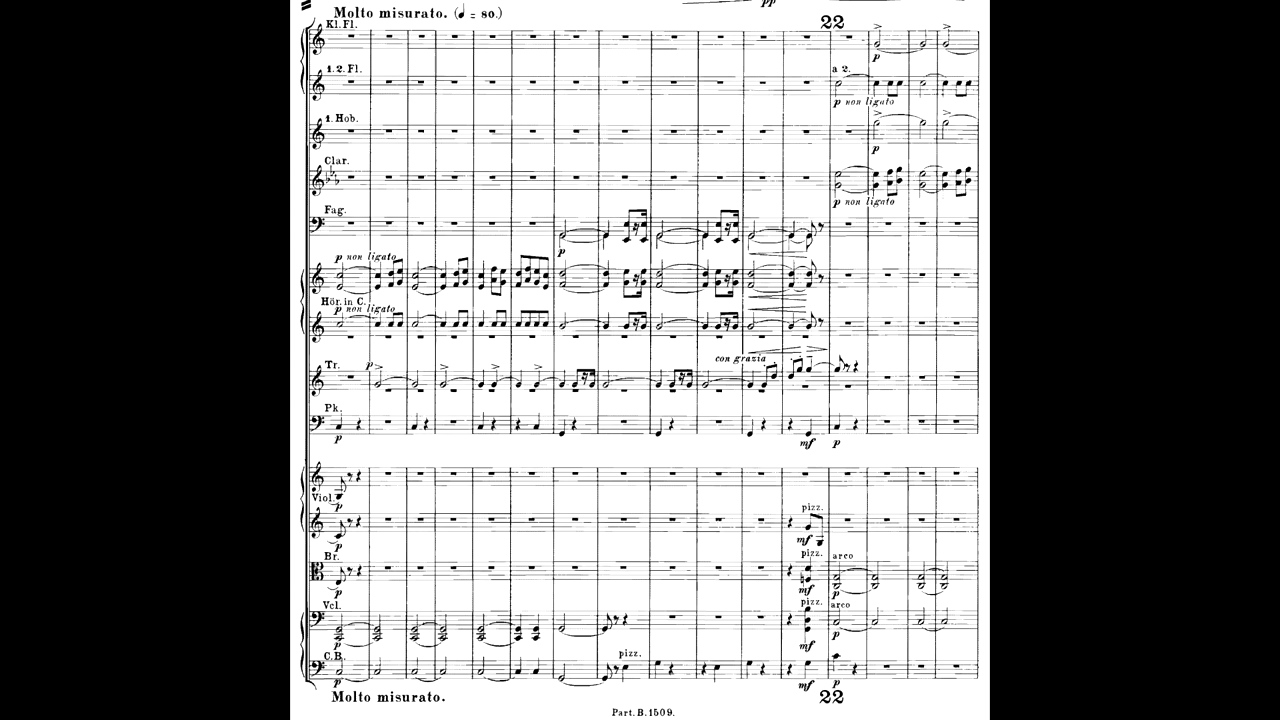 pp
Molto misurato. (♩ = 80.)
22
Kl. Fl.
p
1. 2. Fl.
a 2.
p non ligato
1. Hob.
p
Clar.
p non ligato
Fag.
p
p non ligato
Hör. in C.
p non ligato
con grazia
Tr.
p
Pk.
p
mf
p
Viol.
p
pizz.
p
mf
Br.
pizz.
arco
p
mf
p
Vcl.
pizz.
arco
p
mf
p
C.B.
pizz.
p
mf
p
Molto misurato.
22
Part. B. 1509.